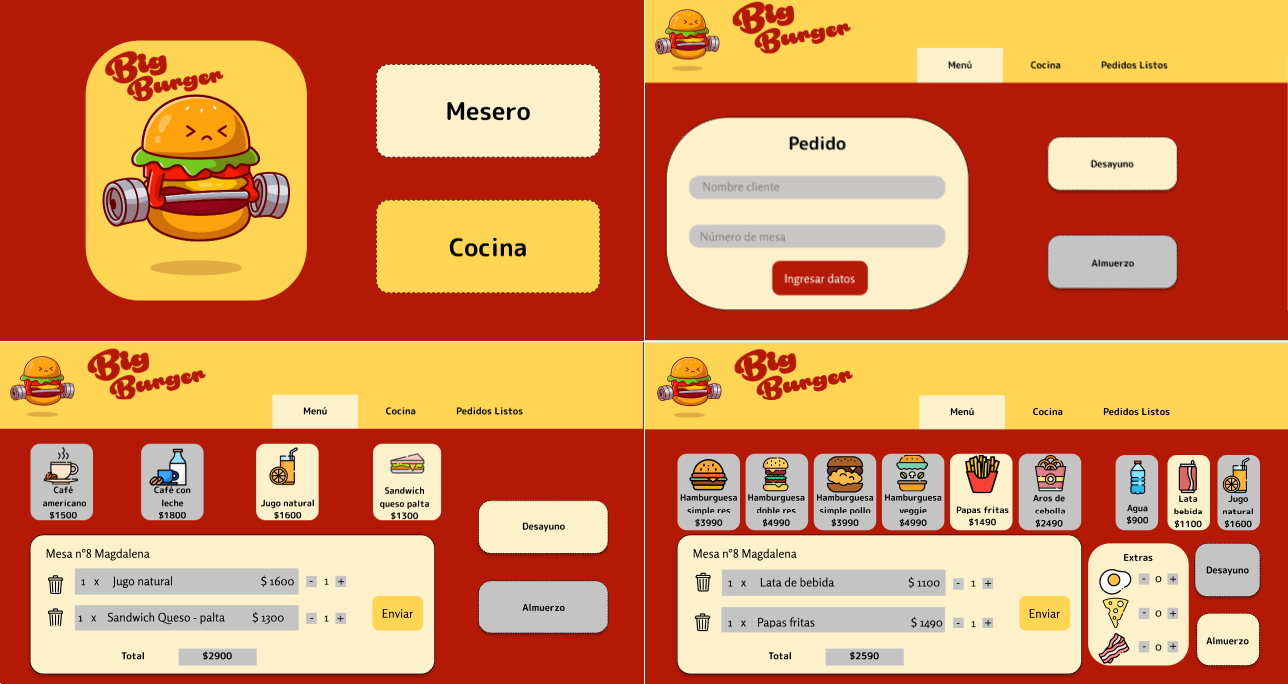 Big
Burger
Mesero
Cocina
Big
Burger
Menú
Cocina
Pedidos Listos
Pedido
Nombre cliente
Número de mesa
Ingresar datos
Desayuno
Almuerzo
Big
Burger
Menú
Cocina
Pedidos Listos
Café
americano
$1500
Café con
leche
$1800
Jugo natural
$1600
Sandwich
queso palta
$1300
Mesa n°8 Magdalena
1 x Jugo natural $ 1600 - 1 +
1 x Sandwich Queso - palta $ 1300 - 1 +
Enviar
Total $2900
Desayuno
Almuerzo
Big
Burger
Menú
Cocina
Pedidos Listos
Hamburguesa
simple res
$3990
Hamburguesa
doble res
$4990
Hamburguesa
simple pollo
$3990
Hamburguesa
veggie
$4990
Papas fritas
$1490
Aros de
cebolla
$2490
Agua
$900
Lata
bebida
$1100
Jugo
natural
$1600
Mesa n°8 Magdalena
1 x Lata de bebida $ 1100 - 1 +
1 x Papas fritas $ 1490 - 1 +
Enviar
Total $2590
Extras
- 0 +
- 0 +
- 0 +
Desayuno
Almuerzo